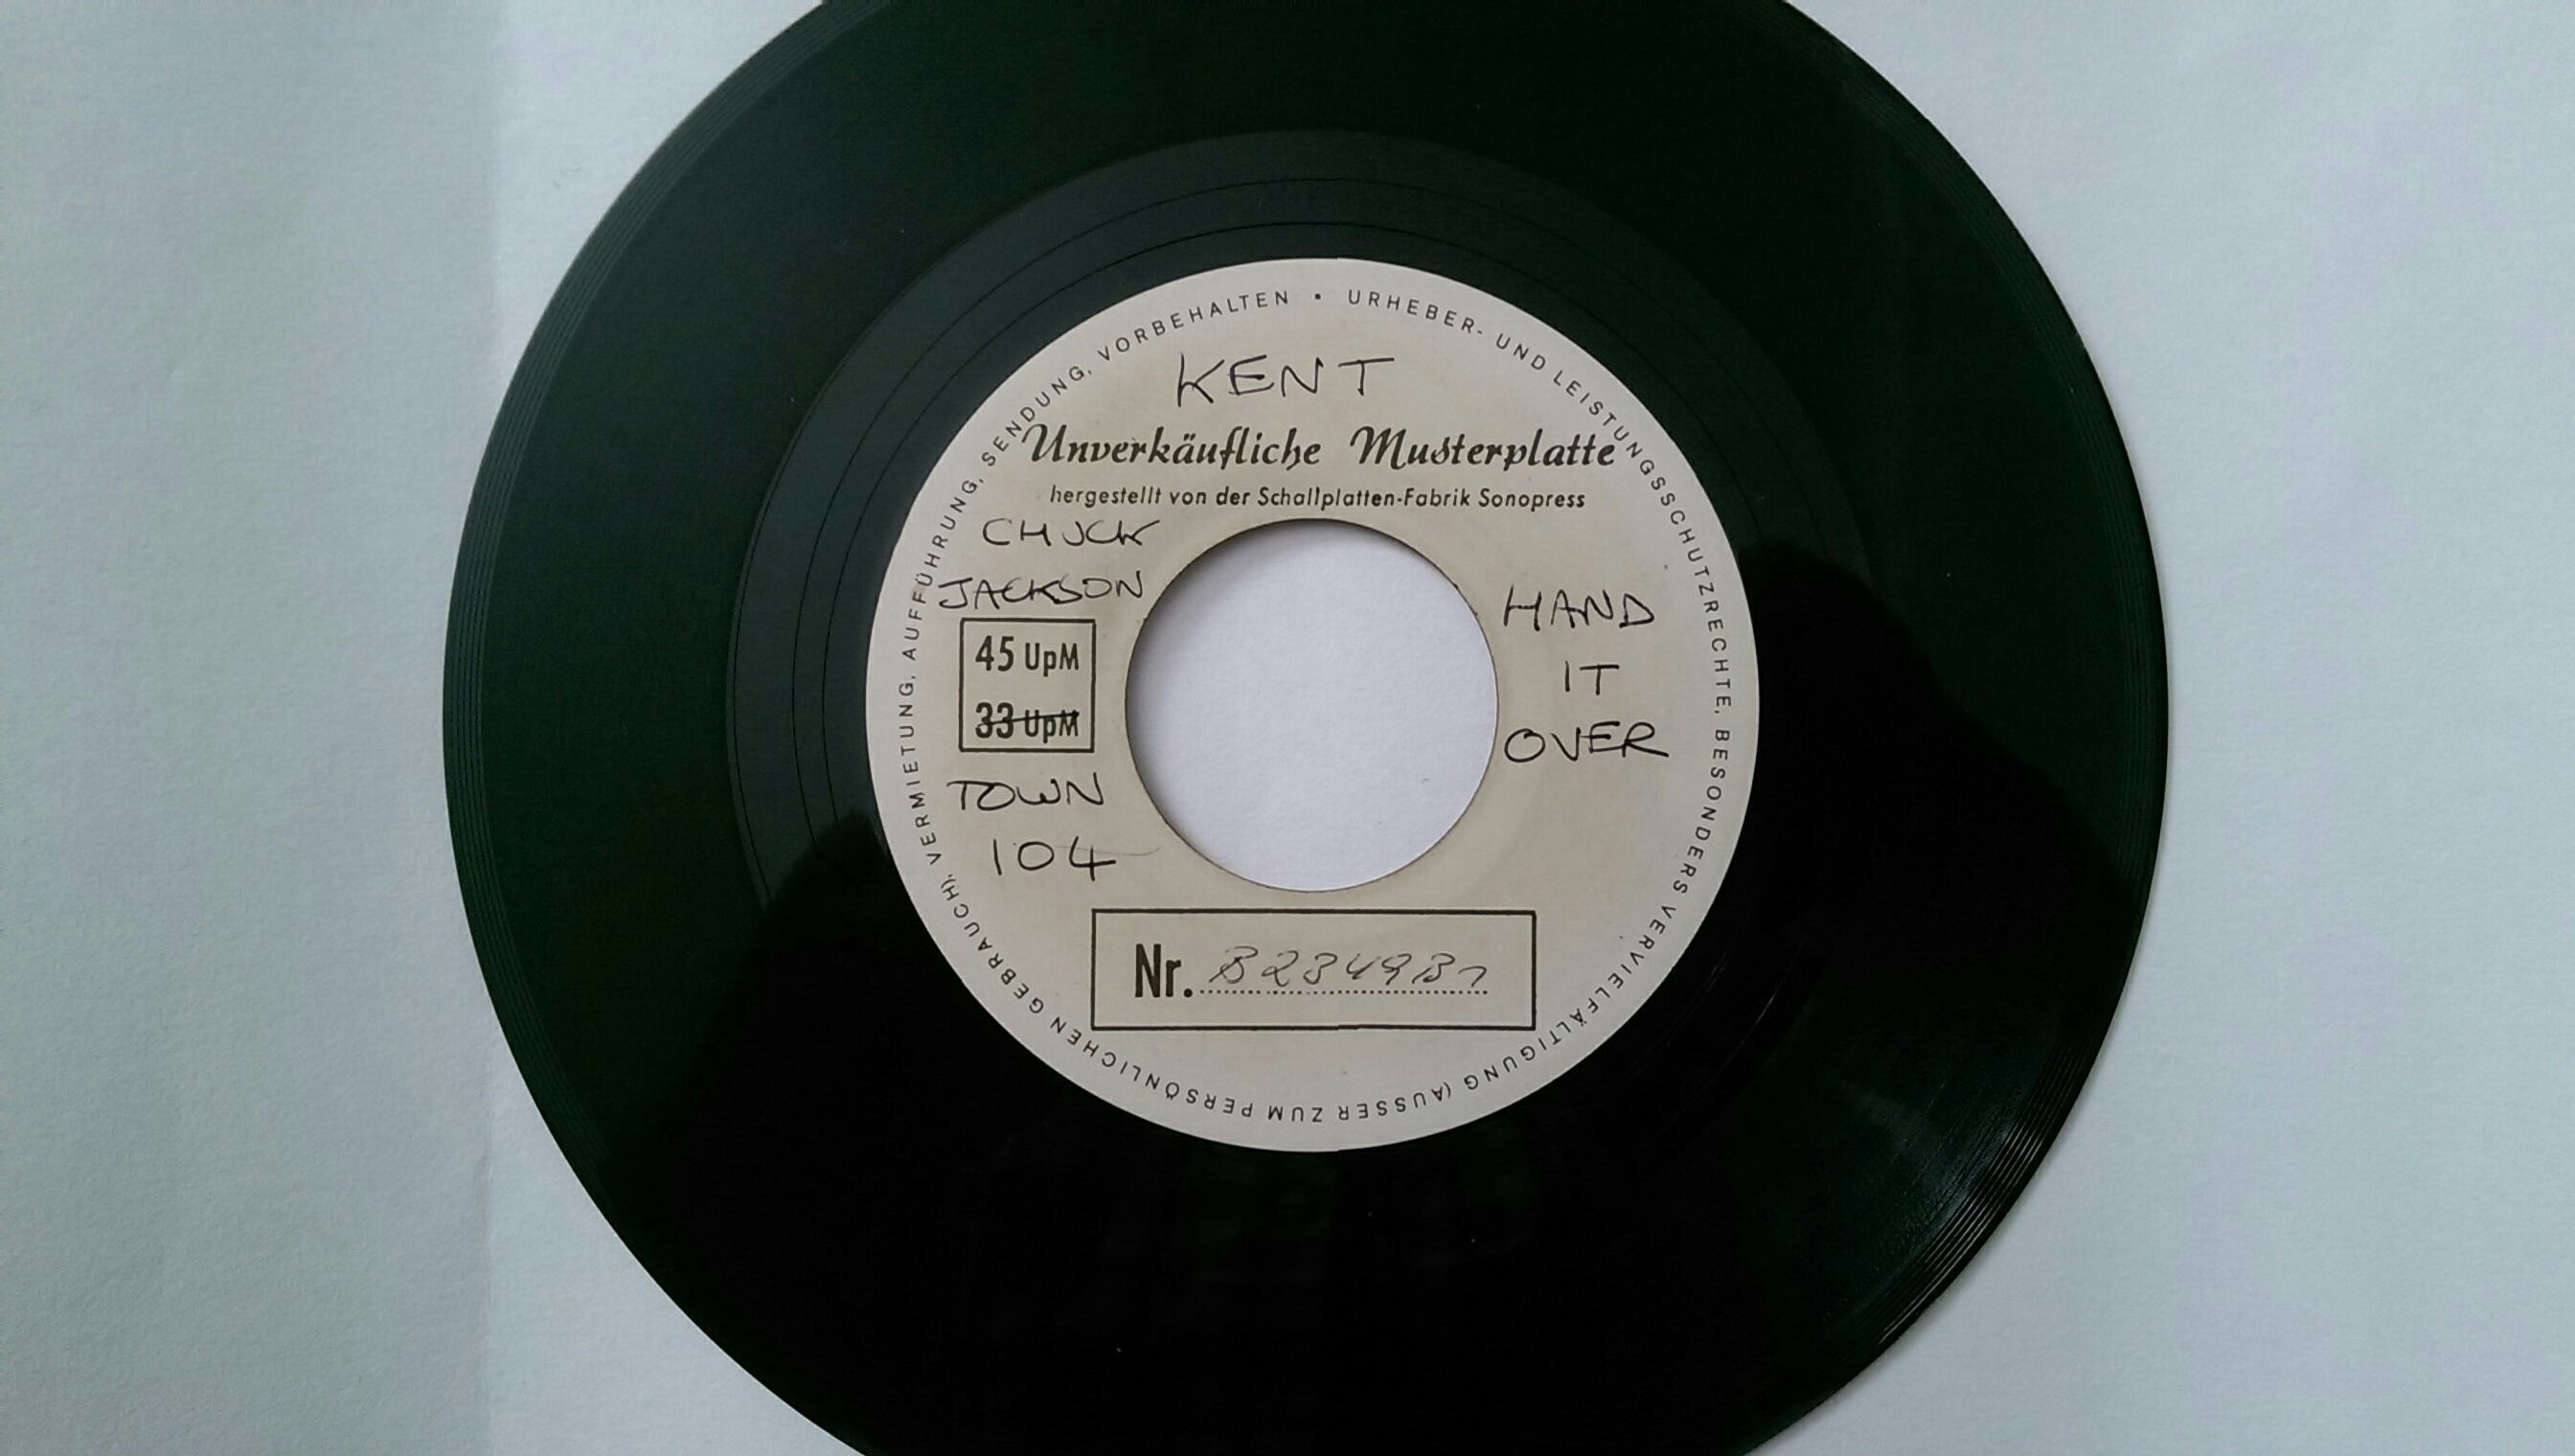 URHEBER- UND LEISTUNGSSCHUTZRECHTE, BESONDERS VERVIELFÄLTIGUNG (AUSSER ZUM PERSÖNLICHEN GEBRAUCH), VERMIETUNG, AUFFÜHRUNG, SENDUNG, VORBEHALTEN •
KENT
Unverkäufliche Musterplatte
hergestellt von der Schallplatten-Fabrik Sonopress
CHUCK
JACKSON
45 UpM
33 UpM
TOWN
104
HAND
IT
OVER
Nr. B2349B1